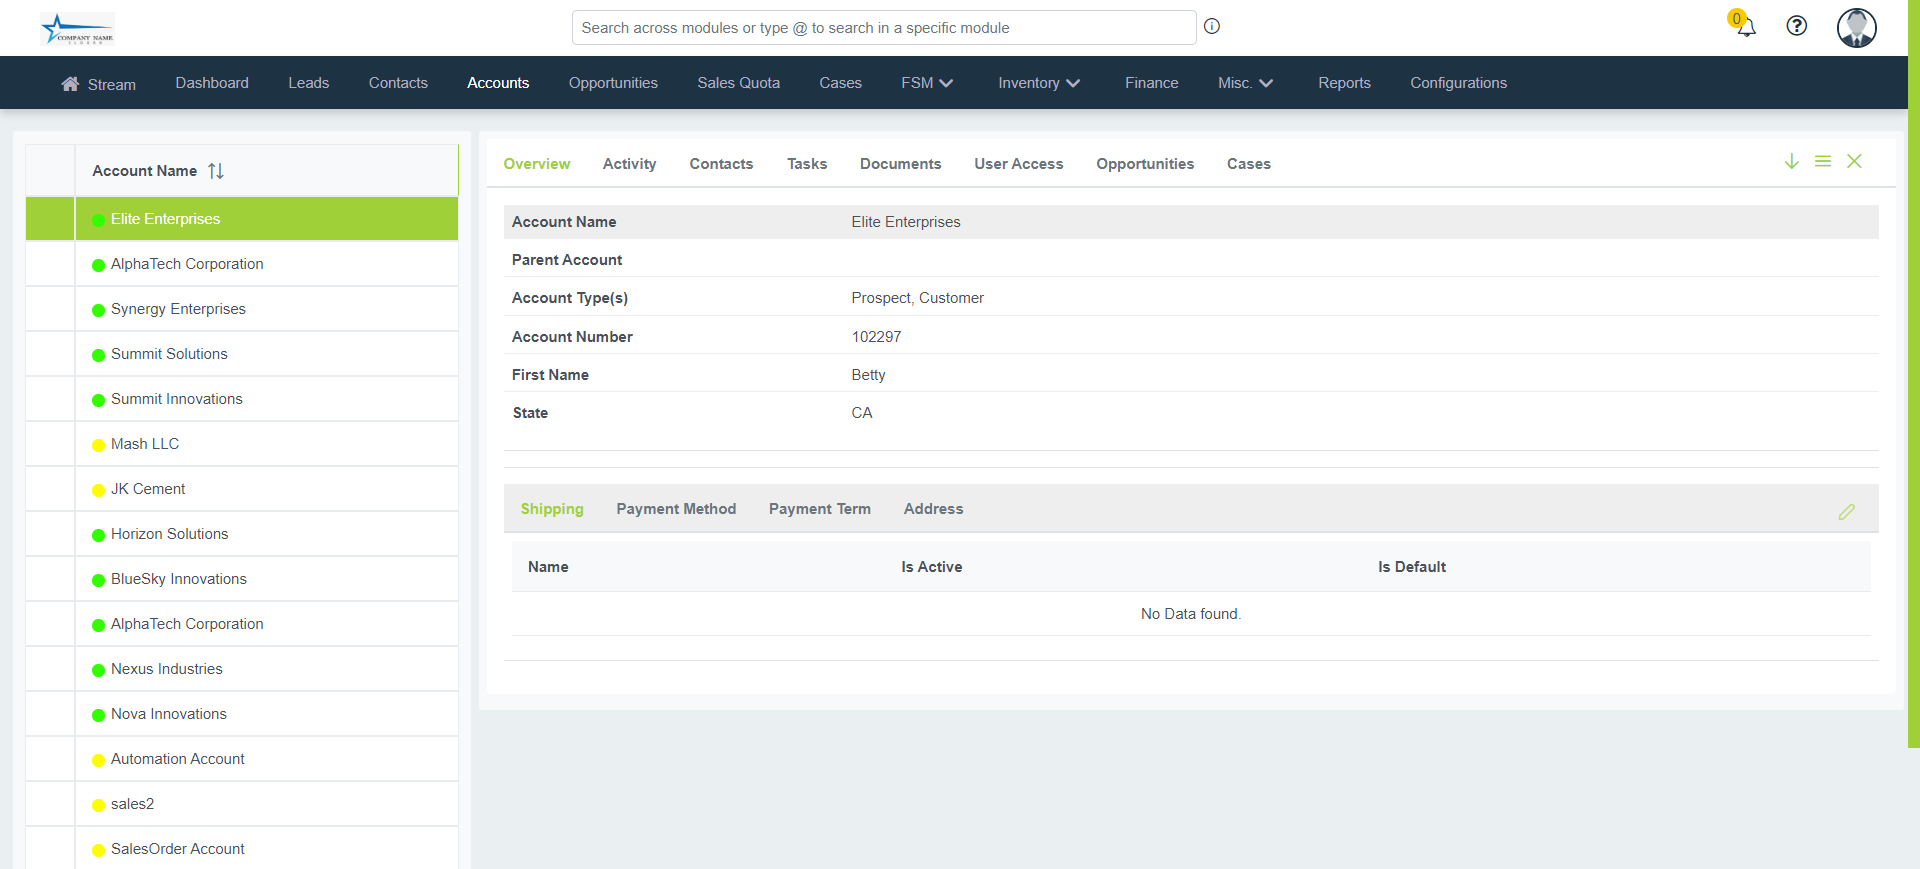 COMPANY NAME
Search across modules or type @ to search in a specific module
0
Stream Dashboard Leads Contacts Accounts Opportunities Sales Quota Cases FSM Inventory Finance Misc. Reports Configurations
Account Name
Elite Enterprises
AlphaTech Corporation
Synergy Enterprises
Summit Solutions
Summit Innovations
Mash LLC
JK Cement
Horizon Solutions
BlueSky Innovations
AlphaTech Corporation
Nexus Industries
Nova Innovations
Automation Account
sales2
SalesOrder Account
Overview Activity Contacts Tasks Documents User Access Opportunities Cases
Account Name Elite Enterprises
Parent Account
Account Type(s) Prospect, Customer
Account Number 102297
First Name Betty
State CA
Shipping Payment Method Payment Term Address
Name Is Active Is Default
No Data found.